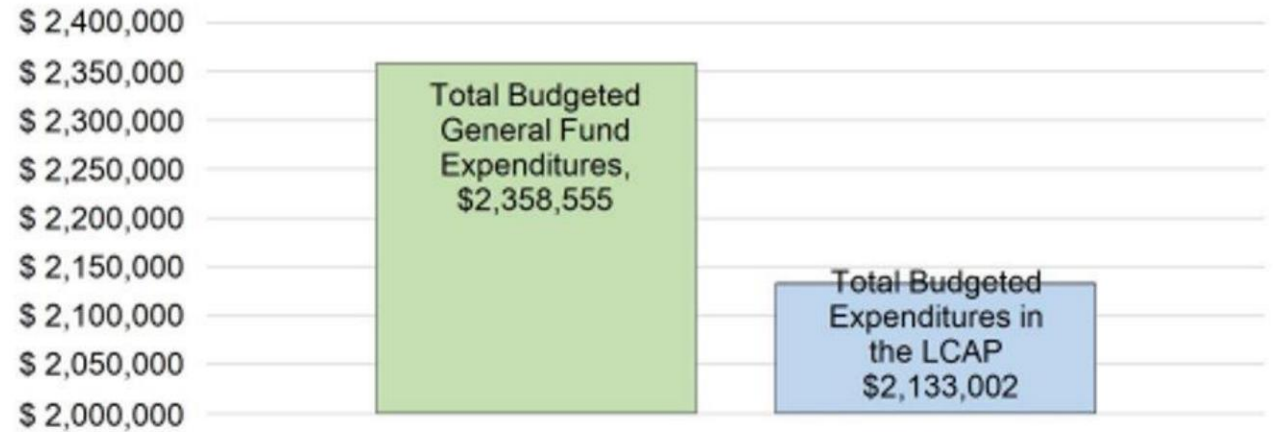 $ 2,400,000
$ 2,350,000
$ 2,300,000
$ 2,250,000
$ 2,200,000
$ 2,150,000
$ 2,100,000
$ 2,050,000
$ 2,000,000
Total Budgeted
General Fund
Expenditures,
$2,358,555
Total Budgeted
Expenditures in
the LCAP
$2,133,002